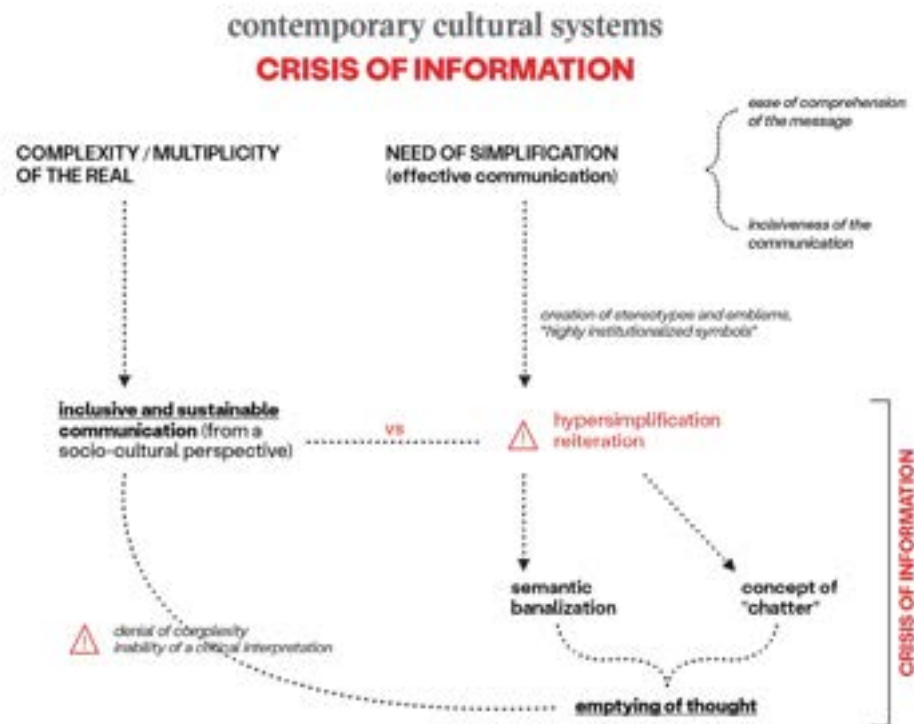 contemporary cultural systems
CRISIS OF INFORMATION
ease of comprehension
of the message
COMPLEXITY / MULTIPLICITY
OF THE REAL
NEED OF SIMPLIFICATION
(effective communication)
incisiveness of the
communication
creation of stereotypes and emblems,
"highly institutionalized symbols"
inclusive and sustainable
communication (from a
socio-cultural perspective)
vs
hypersimplification
reiteration
semantic
banalization
concept of
"chatter"
denial of complexity
inability of a critical interpretation
emptying of thought
CRISIS OF INFORMATION